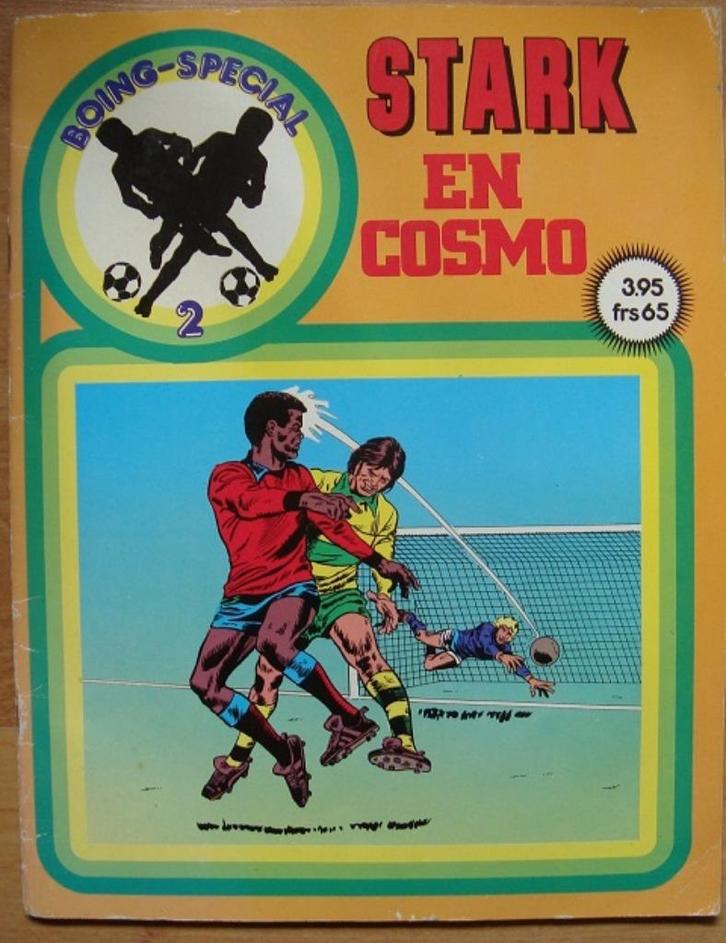 BOING-SPECIAL
2
STARK
EN
COSMO
3.95
frs65